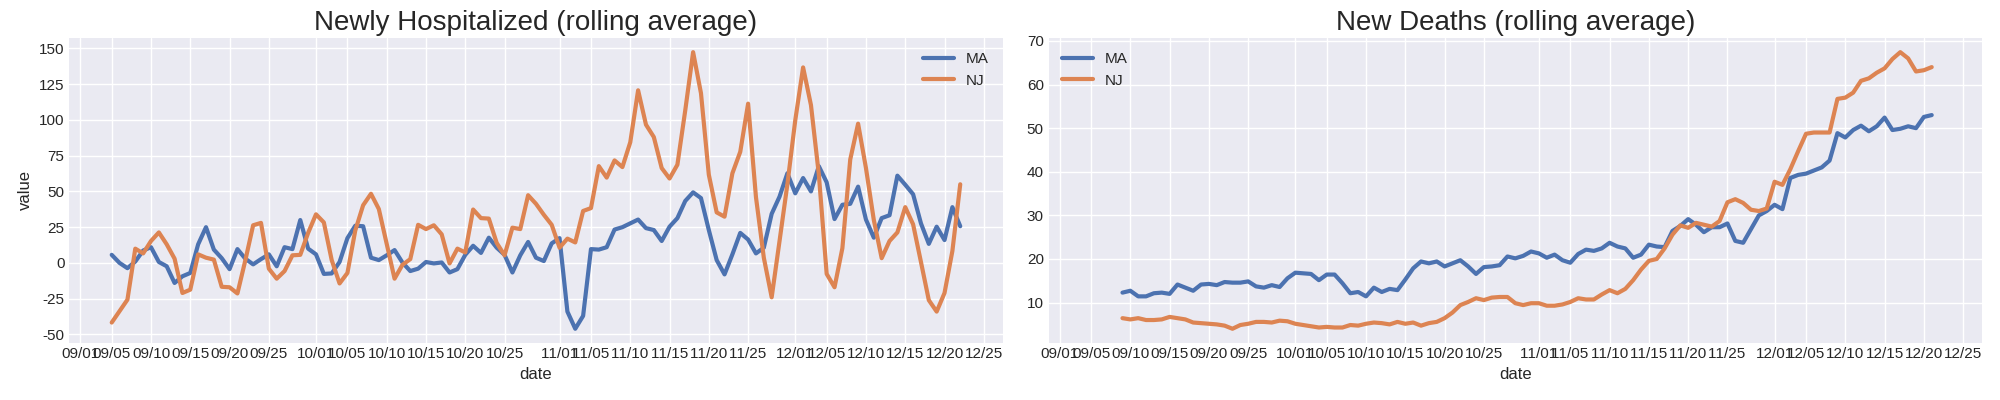 Newly Hospitalized (rolling average)
150
125
100
75
50
25
0
-25
-50
value
MA
NJ
09/01 09/05 09/10 09/15 09/20 09/25 10/01 10/05 10/10 10/15 10/20 10/25 11/01 11/05 11/10 11/15 11/20 11/25 12/01 12/05 12/10 12/15 12/20 12/25
date
New Deaths (rolling average)
70
60
50
40
30
20
10
MA
NJ
09/01 09/05 09/10 09/15 09/20 09/25 10/01 10/05 10/10 10/15 10/20 10/25 11/01 11/05 11/10 11/15 11/20 11/25 12/01 12/05 12/10 12/15 12/20 12/25
date